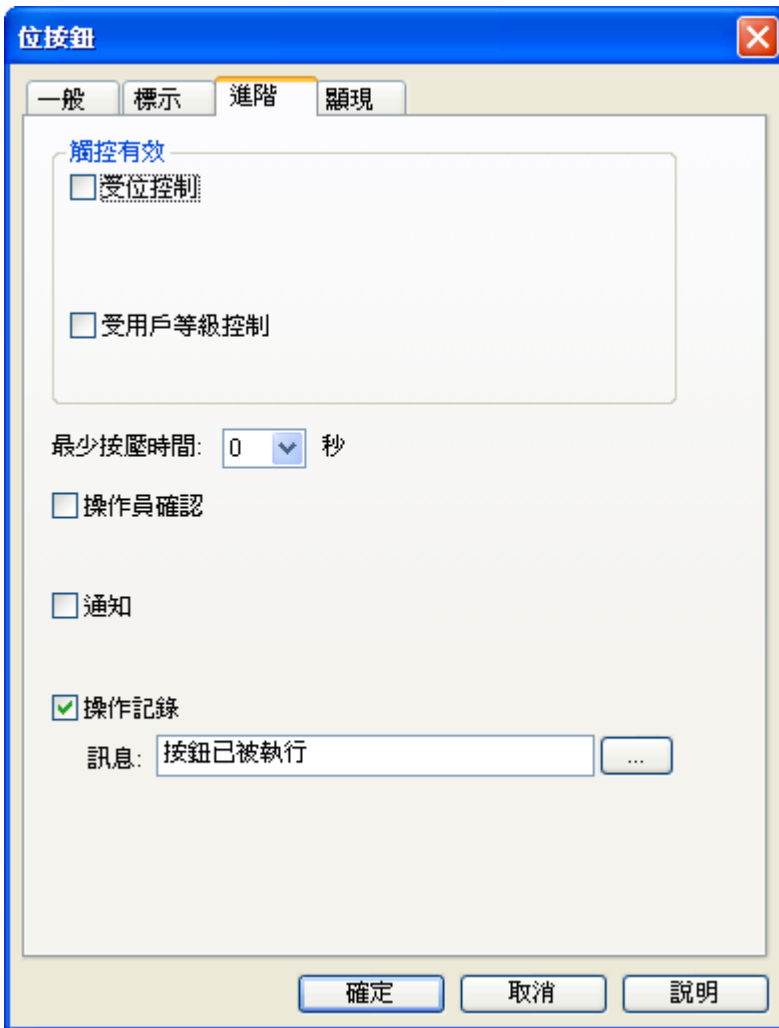 位按鈕
一般 標示 進階 顯現
觸控有效
受位控制
受用戶等級控制
最少按壓時間: 0 秒
操作員確認
通知
操作記錄
訊息: 按鈕已被執行 ...
確定 取消 說明